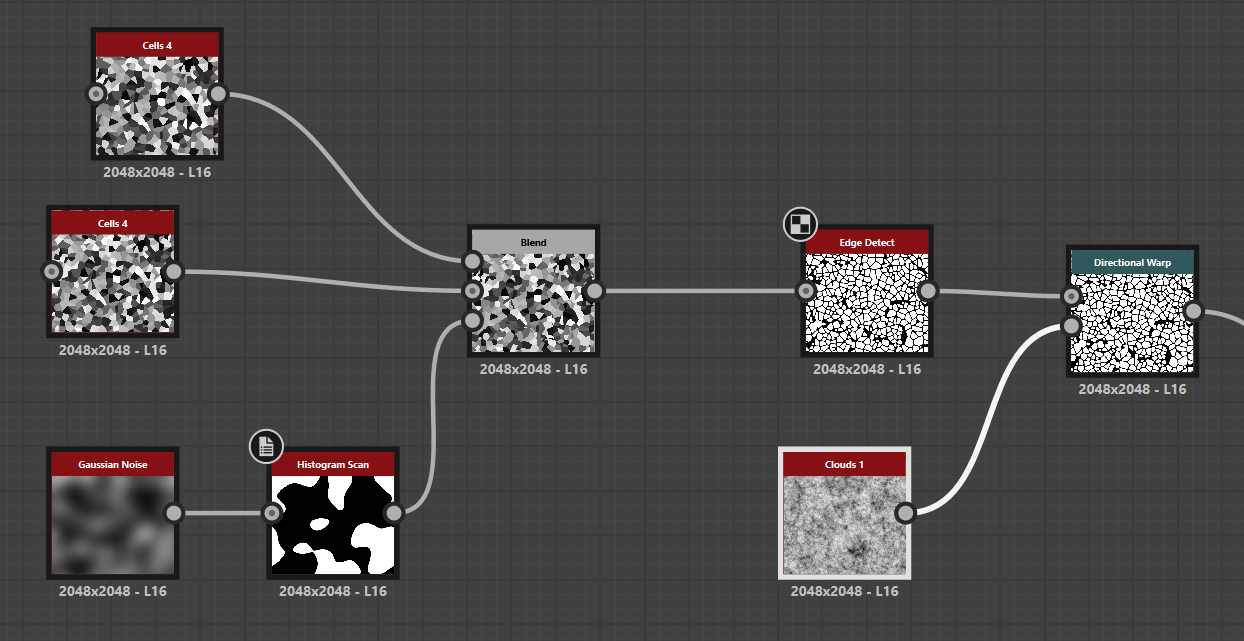 Cells 4
2048x2048 - L16
Cells 4
2048x2048 - L16
Blend
2048x2048 - L16
Edge Detect
2048x2048 - L16
Directional Warp
2048x2048 - L16
Gaussian Noise
2048x2048 - L16
Histogram Scan
2048x2048 - L16
Clouds 1
2048x2048 - L16